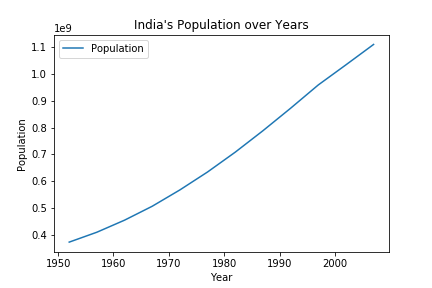 India's Population over Years
1e9
Population
1.1
1.0
0.9
0.8
0.7
0.6
0.5
0.4
Population
1950 1960 1970 1980 1990 2000
Year